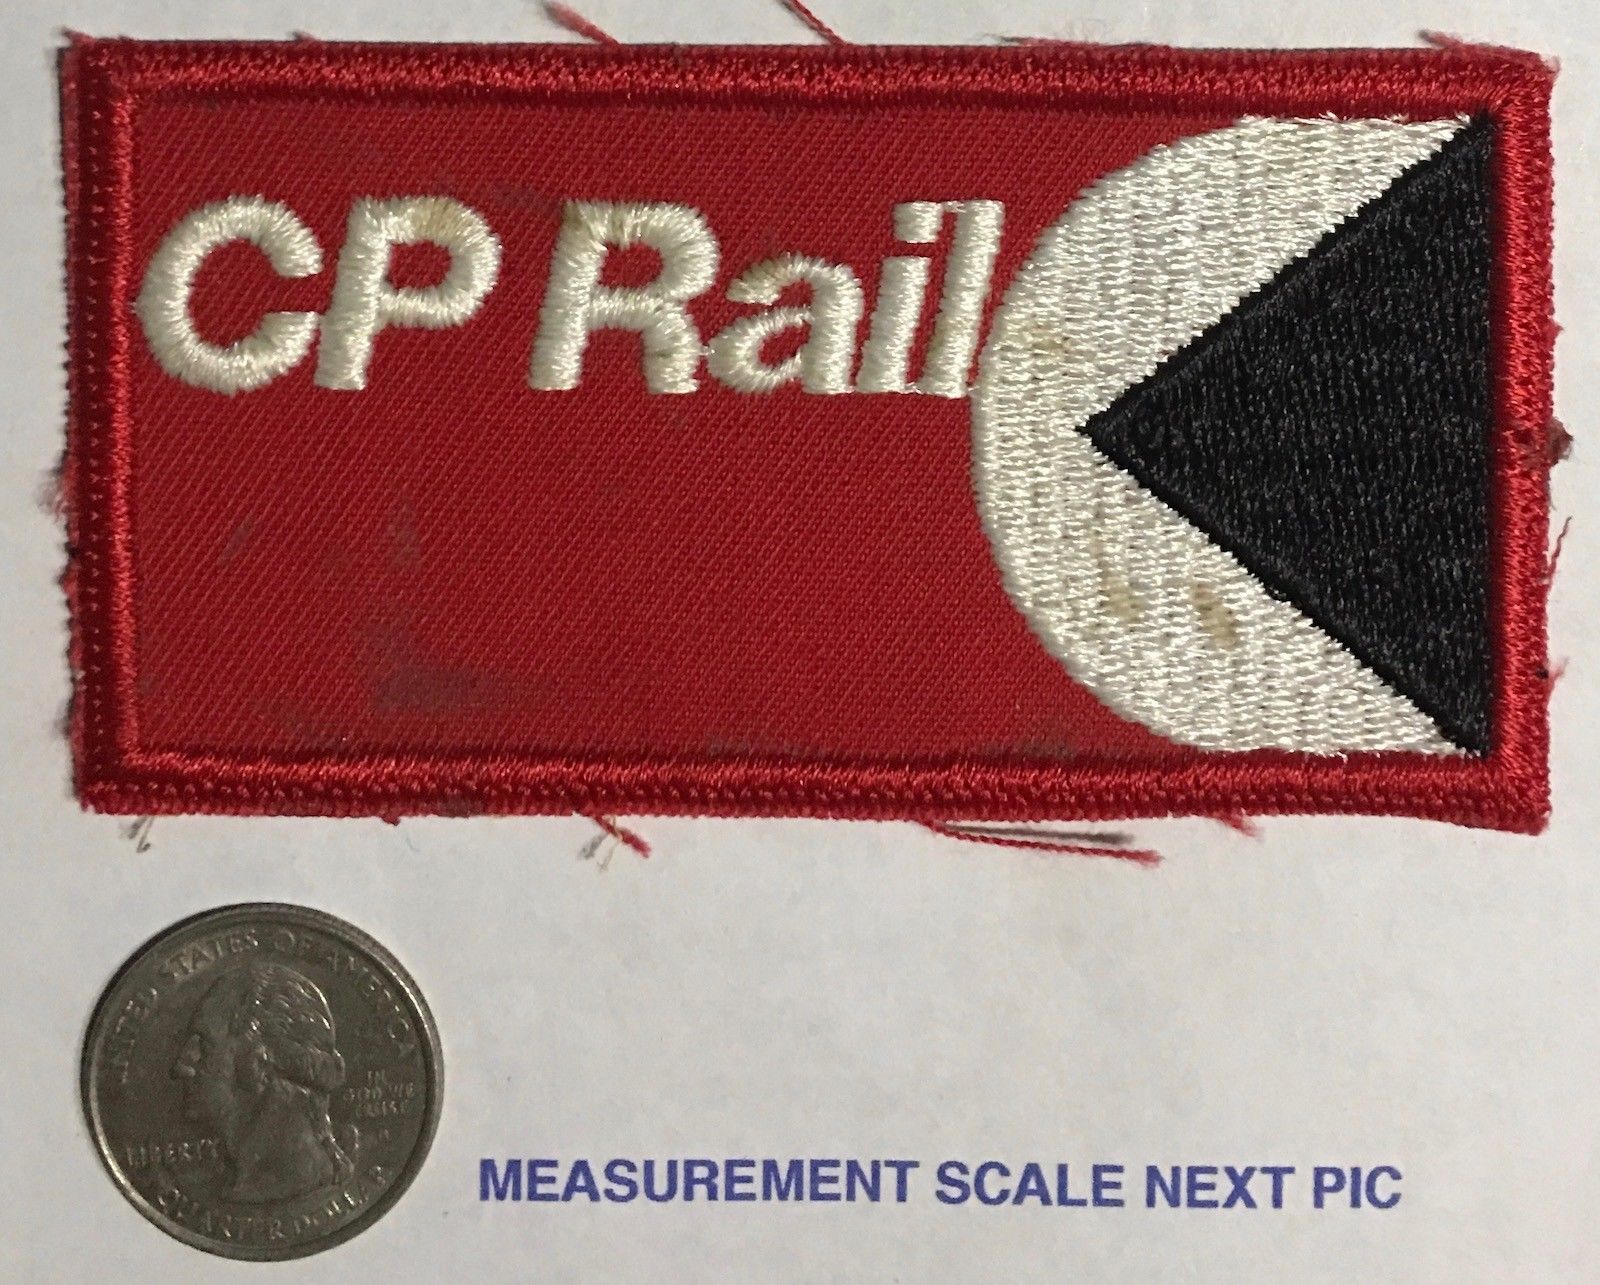 CP Rail
UNITED STATES OF AMERICA
IN
GOD WE
TRUST
LIBERTY
QUARTER DOLLAR
MEASUREMENT SCALE NEXT PIC